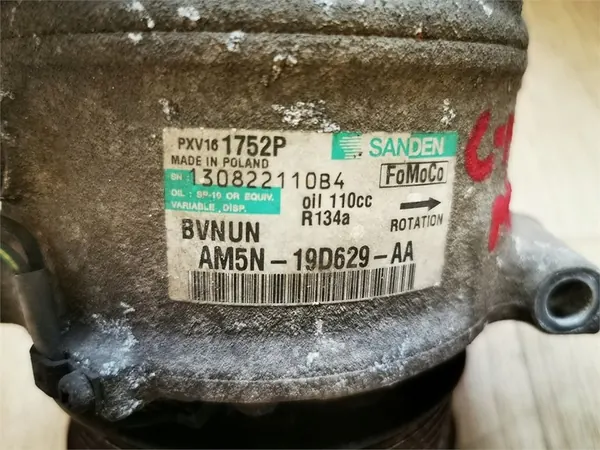 PXV16 1752P
SANDEN
MADE IN POLAND
SN : 130822110B4
FoMoCo
OIL : SP-10 OR EQUIV.
VARIABLE DISP.
oil 110cc
R134a
ROTATION
BVNUN
AM5N-19D629-AA